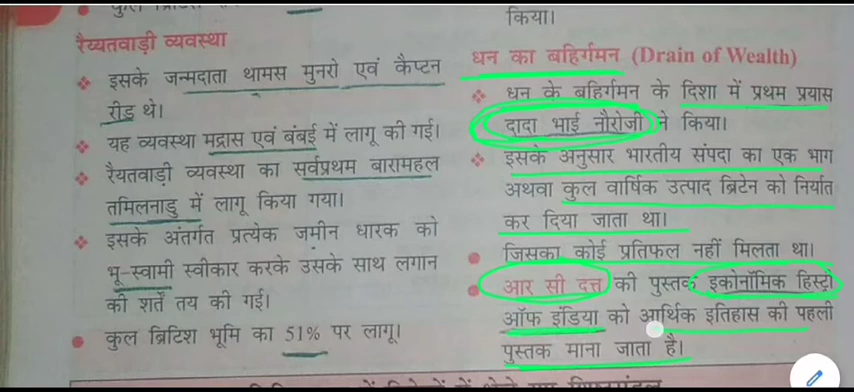 रैय्यतवाड़ी व्यवस्था
इसके जन्मदाता थामस मुनरो एवं कैप्टन
रीड थे।
यह व्यवस्था मद्रास एवं बंबई में लागू की गई।
रैयतवाड़ी व्यवस्था का सर्वप्रथम बारामहल
तमिलनाडु में लागू किया गया।
इसके अंतर्गत प्रत्येक जमीन धारक को
भू-स्वामी स्वीकार करके उसके साथ लगान
की शर्तें तय की गई।
कुल ब्रिटिश भूमि का 51% पर लागू।
किया।
धन का बहिर्गमन (Drain of Wealth)
धन के बहिर्गमन के दिशा में प्रथम प्रयास
दादा भाई नौरोजी ने किया।
इसके अनुसार भारतीय संपदा का एक भाग
अथवा कुल वार्षिक उत्पाद ब्रिटेन को निर्यात
कर दिया जाता था।
जिसका कोई प्रतिफल नहीं मिलता था।
आर सी दत्त की पुस्तक इकोनॉमिक हिस्ट्री
ऑफ इंडिया को आर्थिक इतिहास की पहली
पुस्तक माना जाता है।